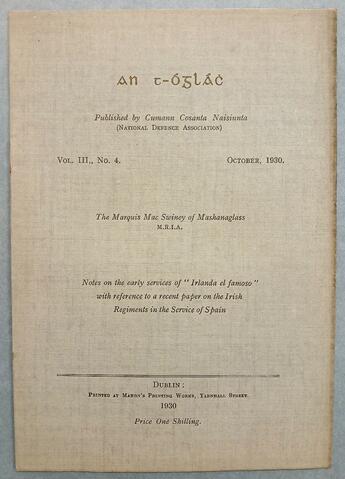 an t-óglác
Published by Cumann Cosanta Naisiunta
(National Defence Association)
Vol. III., No. 4. October, 1930.
The Marquis Mac Swiney of Mashanaglass
M.R.I.A.
Notes on the early services of "Irlanda el famoso"
with reference to a recent paper on the Irish
Regiments in the Service of Spain
Dublin:
Printed at Mahon's Printing Works, Yarnhall Street.
1930
Price One Shilling.